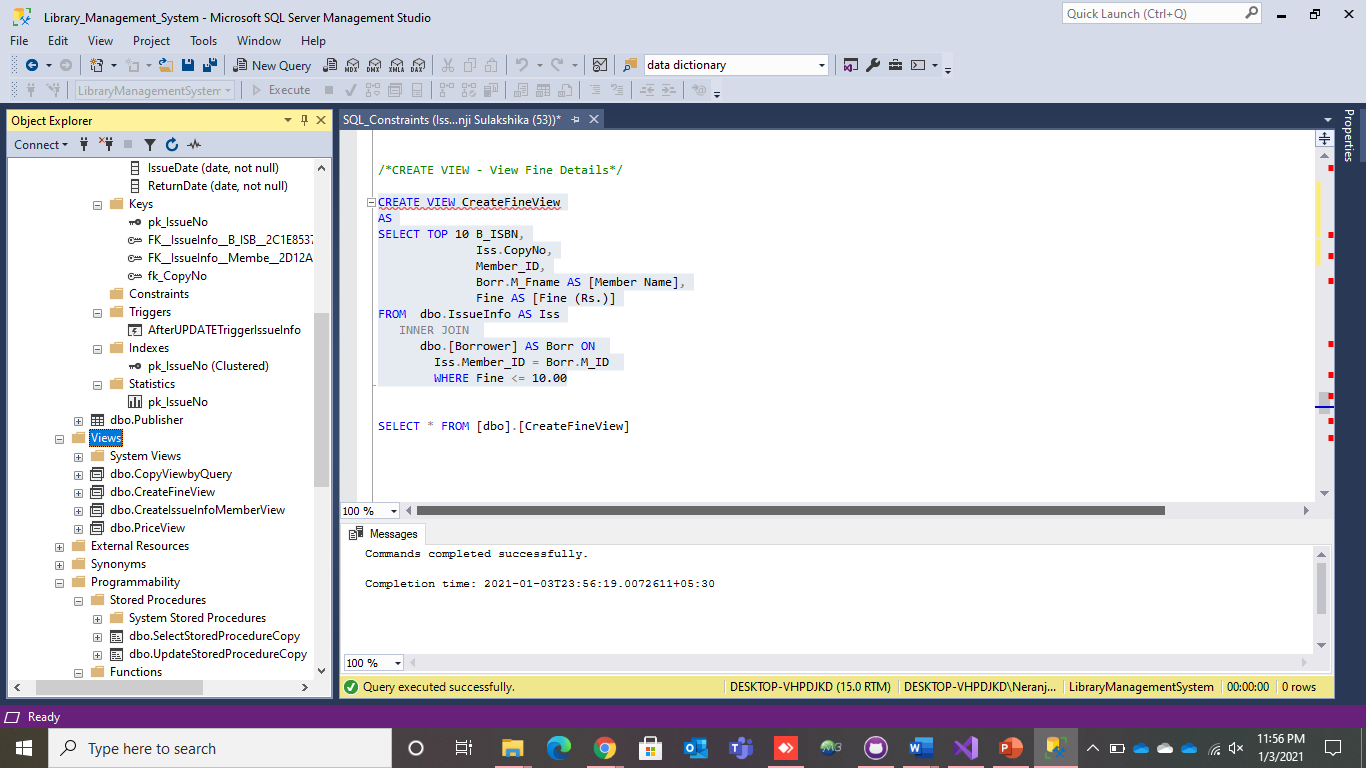 Library_Management_System - Microsoft SQL Server Management Studio
Quick Launch (Ctrl+Q)
File Edit View Project Tools Window Help
New Query MDX DMX XMLA DAX data dictionary
LibraryManagementSystem Execute
Object Explorer
Connect
IssueDate (date, not null)
ReturnDate (date, not null)
Keys
pk_IssueNo
FK__IssueInfo__B_ISB__2C1E8537
FK__IssueInfo__Membe__2D12A
fk_CopyNo
Constraints
Triggers
AfterUPDATETriggerIssueInfo
Indexes
pk_IssueNo (Clustered)
Statistics
pk_IssueNo
dbo.Publisher
Views
System Views
dbo.CopyViewbyQuery
dbo.CreateFineView
dbo.CreateIssueInfoMemberView
dbo.PriceView
External Resources
Synonyms
Programmability
Stored Procedures
System Stored Procedures
dbo.SelectStoredProcedureCopy
dbo.UpdateStoredProcedureCopy
Functions
SQL_Constraints (Iss...nji Sulakshika (53))*
/*CREATE VIEW - View Fine Details*/
CREATE VIEW CreateFineView
AS
SELECT TOP 10 B_ISBN,
Iss.CopyNo,
Member_ID,
Borr.M_Fname AS [Member Name],
Fine AS [Fine (Rs.)]
FROM dbo.IssueInfo AS Iss
INNER JOIN
dbo.[Borrower] AS Borr ON
Iss.Member_ID = Borr.M_ID
WHERE Fine <= 10.00
SELECT * FROM [dbo].[CreateFineView]
100 %
Messages
Commands completed successfully.
Completion time: 2021-01-03T23:56:19.0072611+05:30
100 %
Query executed successfully. DESKTOP-VHPDJKD (15.0 RTM) DESKTOP-VHPDJKD\Neranj... LibraryManagementSystem 00:00:00 0 rows
Properties
Ready
Type here to search
11:56 PM
1/3/2021